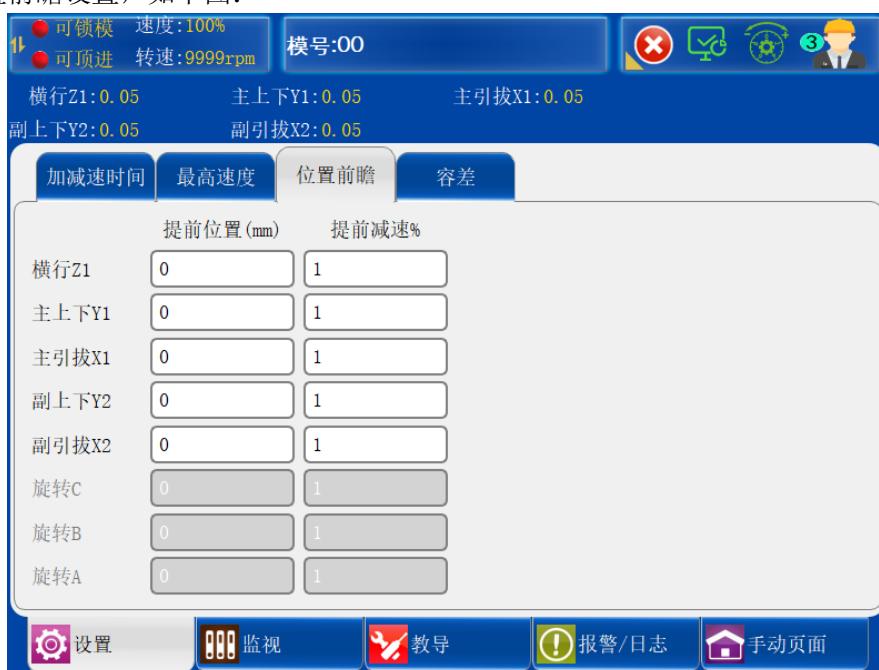 可锁模 速度:100%
可顶进 转速:9999rpm
模号:00
3
横行Z1:0.05 主上下Y1:0.05 主引拔X1:0.05
副上下Y2:0.05 副引拔X2:0.05
加减速时间 最高速度 位置前瞻 容差
提前位置(mm) 提前减速%
横行Z1 0 1
主上下Y1 0 1
主引拔X1 0 1
副上下Y2 0 1
副引拔X2 0 1
旋转C 0 1
旋转B 0 1
旋转A 0 1
设置 监视 教导 报警/日志 手动页面